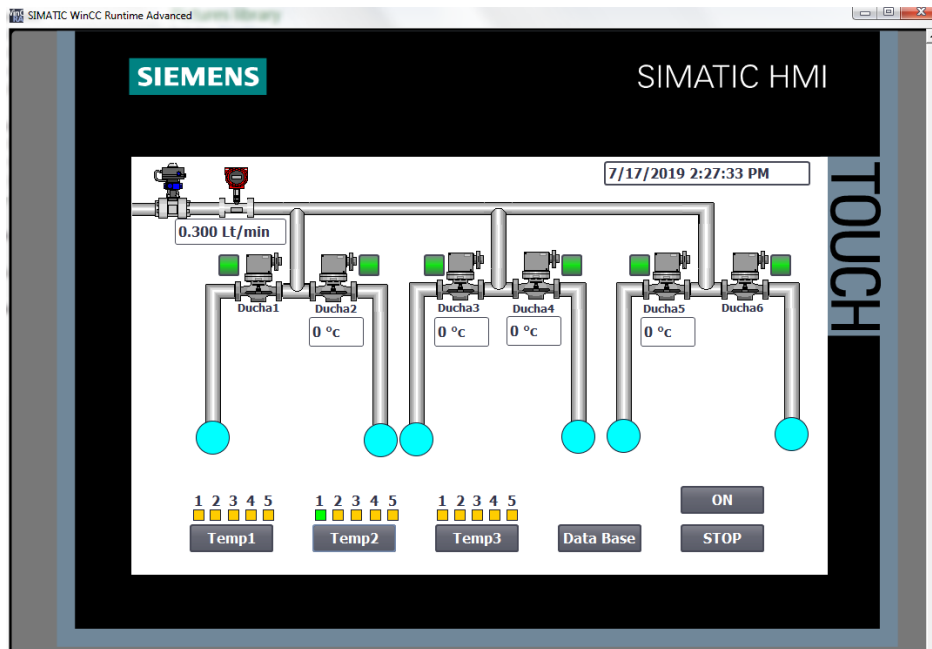 SIMATIC WinCC Runtime Advanced
SIEMENS
SIMATIC HMI
TOUCH
7/17/2019 2:27:33 PM
0.300 Lt/min
Ducha1 Ducha2 Ducha3 Ducha4 Ducha5 Ducha6
0 °c 0 °c 0 °c 0 °c
1 2 3 4 5 1 2 3 4 5 1 2 3 4 5
ON
Temp1 Temp2 Temp3 Data Base STOP